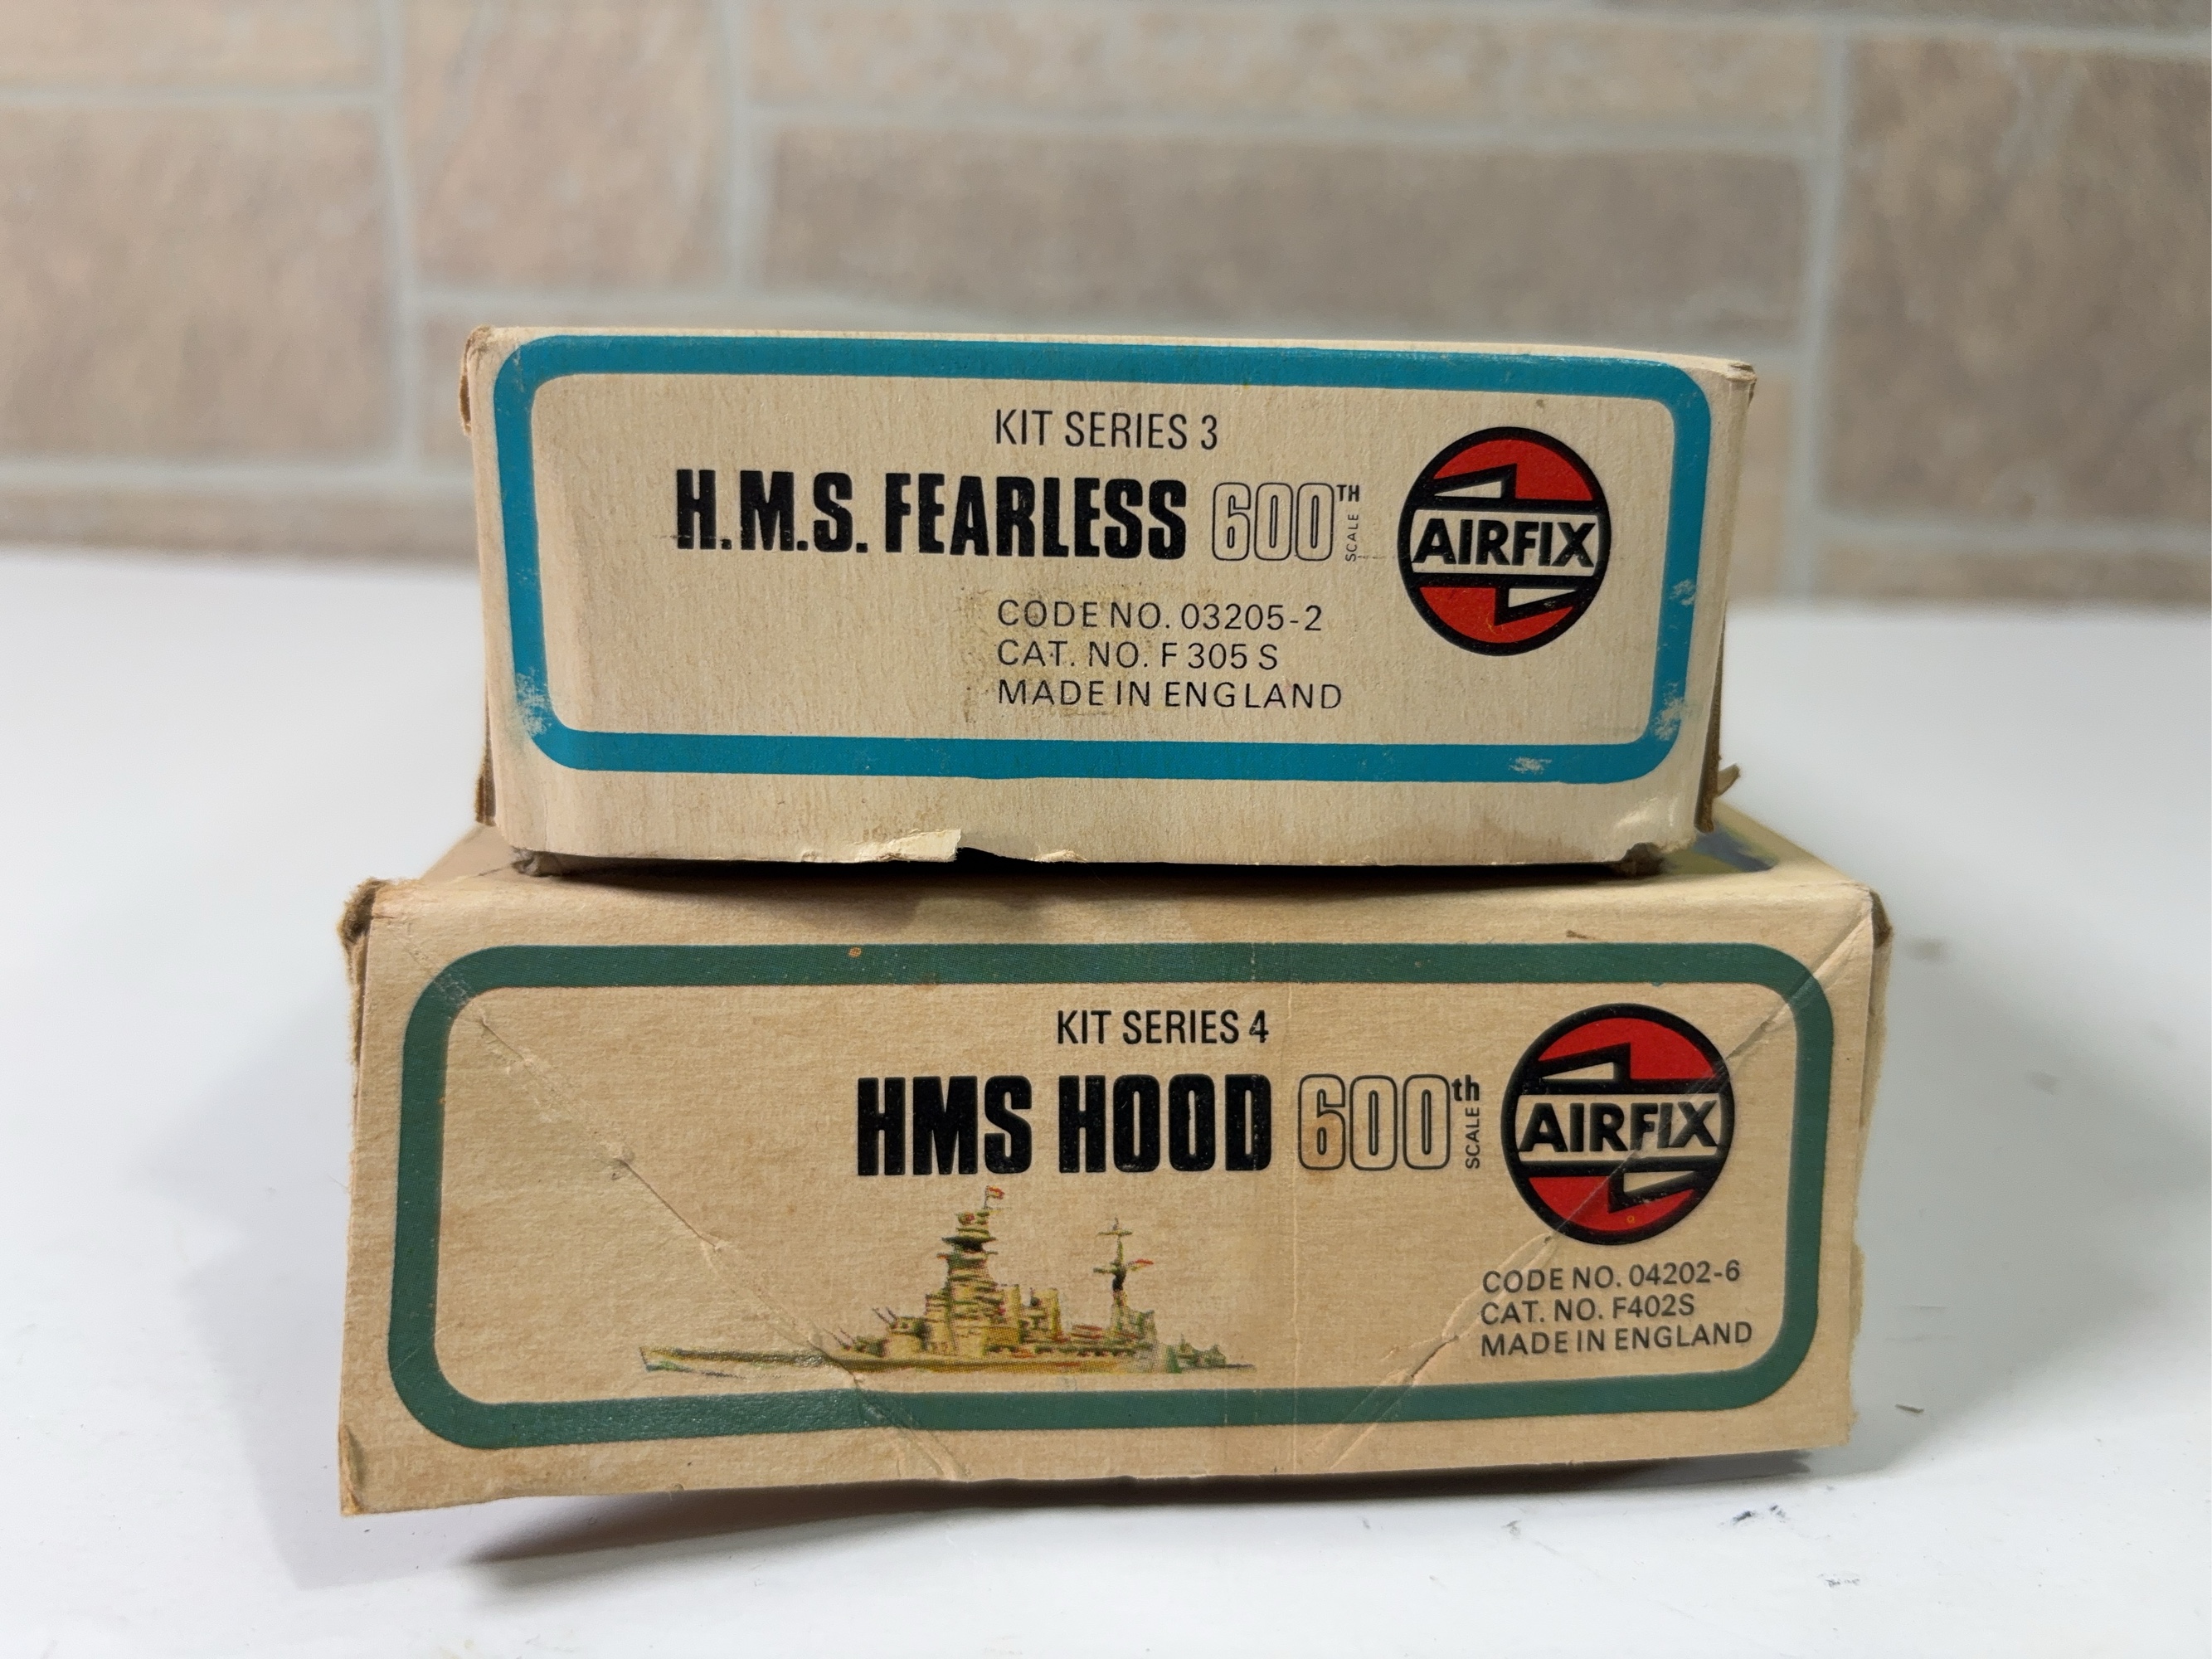 KIT SERIES 3
H.M.S. FEARLESS 600TH SCALE
AIRFIX
CODE NO. 03205-2
CAT. NO. F 305 S
MADE IN ENGLAND
KIT SERIES 4
HMS HOOD 600th SCALE
AIRFIX
CODE NO. 04202-6
CAT. NO. F402S
MADE IN ENGLAND